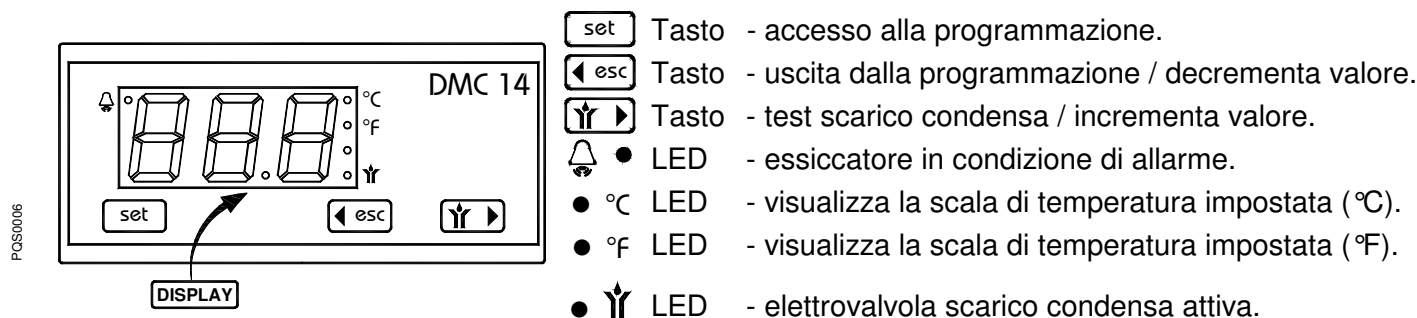 DMC 14
°C
°F
set
esc
DISPLAY
PQS0006
set Tasto - accesso alla programmazione.
esc Tasto - uscita dalla programmazione / decrementa valore.
Tasto - test scarico condensa / incrementa valore.
LED - essiccatore in condizione di allarme.
°C LED - visualizza la scala di temperatura impostata (°C).
°F LED - visualizza la scala di temperatura impostata (°F).
LED - elettrovalvola scarico condensa attiva.